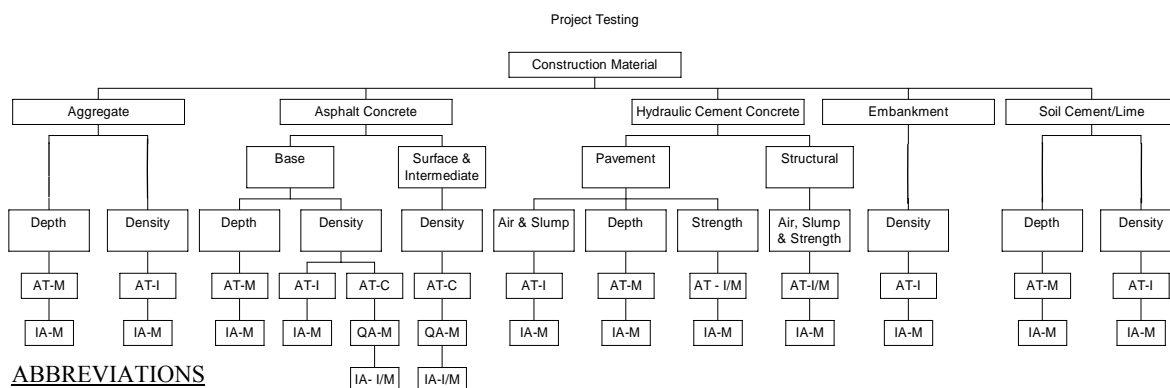 Project Testing
Construction Material
Aggregate
Asphalt Concrete
Hydraulic Cement Concrete
Embankment
Soil Cement/Lime
Base
Surface &
Intermediate
Pavement
Structural
Depth
Density
Depth
Density
Density
Air & Slump
Depth
Strength
Air, Slump
& Strength
Density
Depth
Density
AT-M
AT-I
AT-M
AT-I
AT-C
AT-C
AT-I
AT-M
AT - I/M
AT-I/M
AT-I
AT-M
AT-I
IA-M
IA-M
IA-M
IA-M
QA-M
QA-M
IA-M
IA-M
IA-M
IA-M
IA-M
IA-M
IA-M
IA- I/M
IA-I/M
ABBREVIATIONS